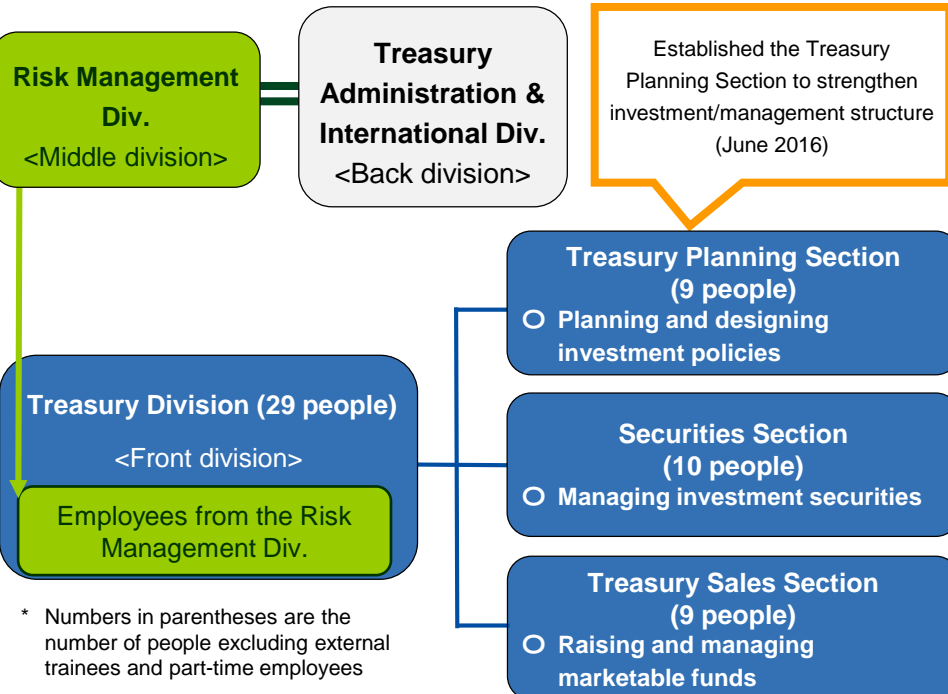 Risk Management
Div.
<Middle division>
Treasury
Administration &
International Div.
<Back division>
Established the Treasury
Planning Section to strengthen
investment/management structure
(June 2016)
Treasury Planning Section
(9 people)
O Planning and designing
investment policies
Treasury Division (29 people)
<Front division>
Employees from the Risk
Management Div.
Securities Section
(10 people)
O Managing investment securities
Treasury Sales Section
(9 people)
O Raising and managing
marketable funds
* Numbers in parentheses are the
number of people excluding external
trainees and part-time employees